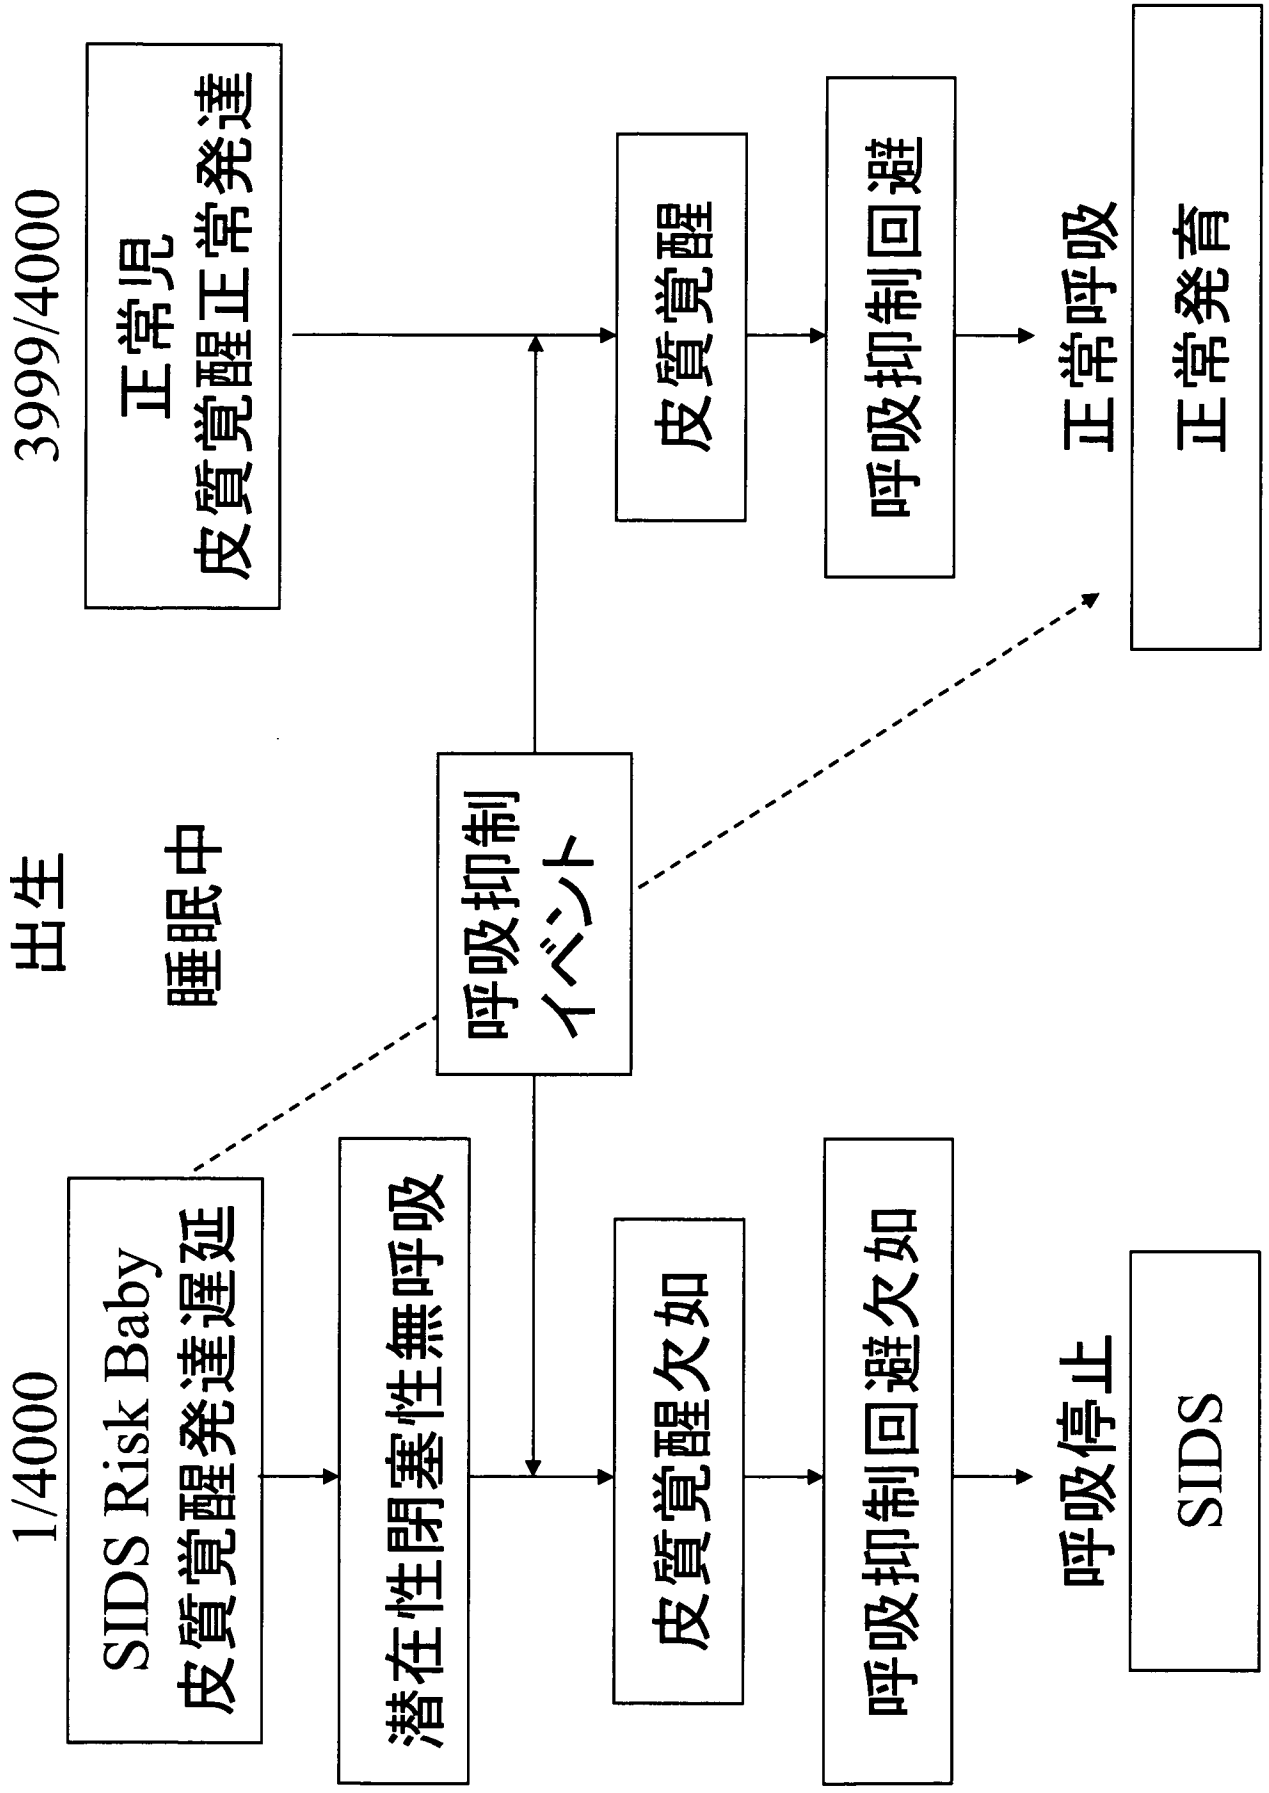 出生
睡眠中
1/4000
SIDS Risk Baby
皮質覚醒発達遅延
潜在性閉塞性無呼吸
皮質覚醒欠如
呼吸抑制回避欠如
呼吸停止
SIDS
呼吸抑制
イベント
3999/4000
正常児
皮質覚醒正常発達
皮質覚醒
呼吸抑制回避
正常呼吸
正常発育